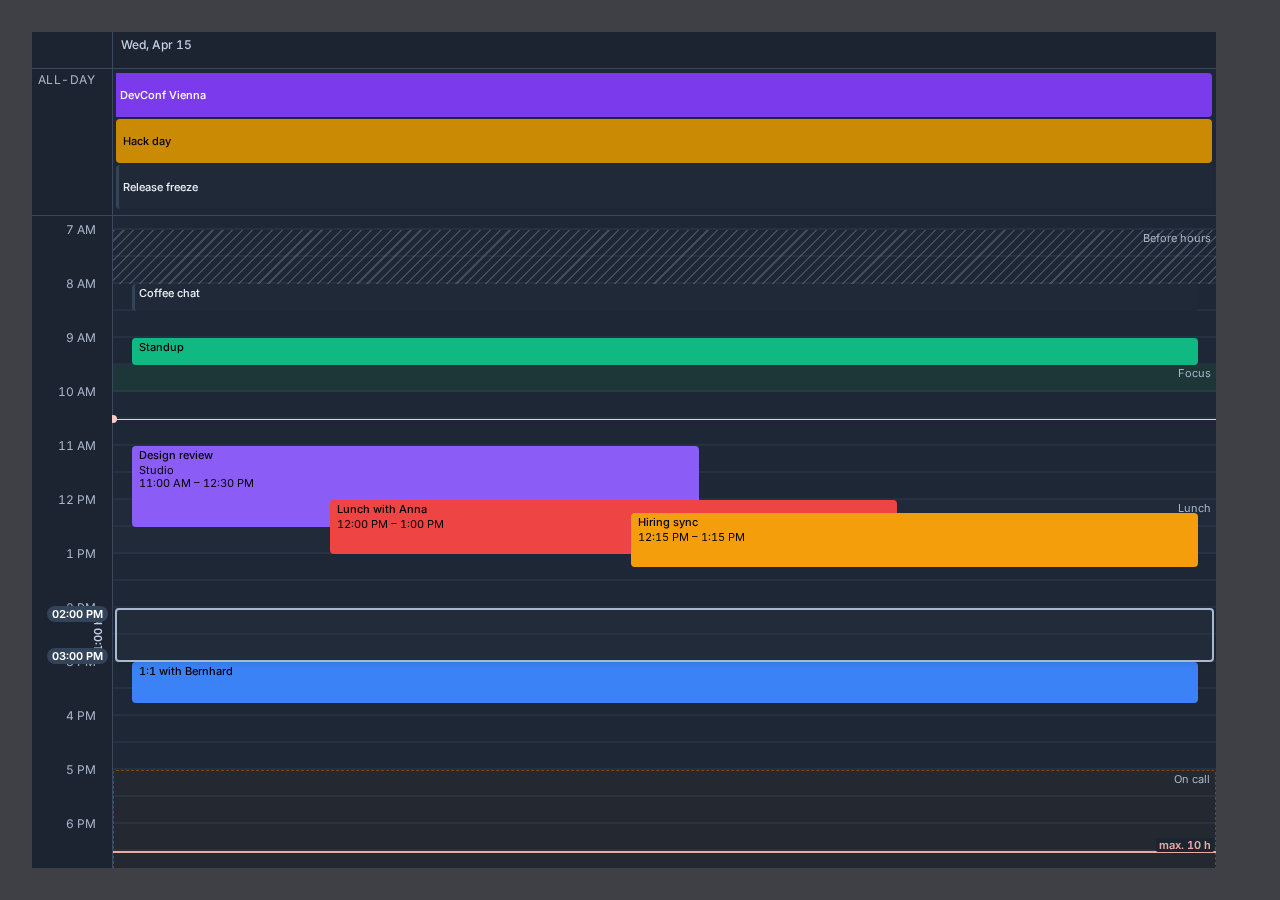 Wed, Apr 15
ALL-DAY
DevConf Vienna
Hack day
Release freeze
7 AM
Before hours
8 AM
Coffee chat
9 AM
Standup
Focus
10 AM
11 AM
Design review
Studio
11:00 AM – 12:30 PM
12 PM
Lunch with Anna
Lunch
12:00 PM – 1:00 PM
Hiring sync
12:15 PM – 1:15 PM
1 PM
02:00 PM
03:00 PM
1:1 with Bernhard
4 PM
5 PM
On call
6 PM
max. 10 h